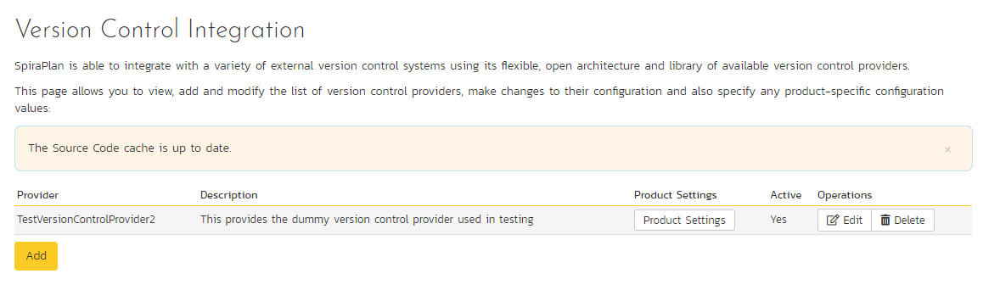 Version Control Integration
SpiraPlan is able to integrate with a variety of external version control systems using its flexible, open architecture and library of available version control providers.
This page allows you to view, add and modify the list of version control providers, make changes to their configuration and also specify any product-specific configuration
values:
The Source Code cache is up to date. ×
Provider Description Product Settings Active Operations
TestVersionControlProvider2 This provides the dummy version control provider used in testing Product Settings Yes Edit Delete
Add